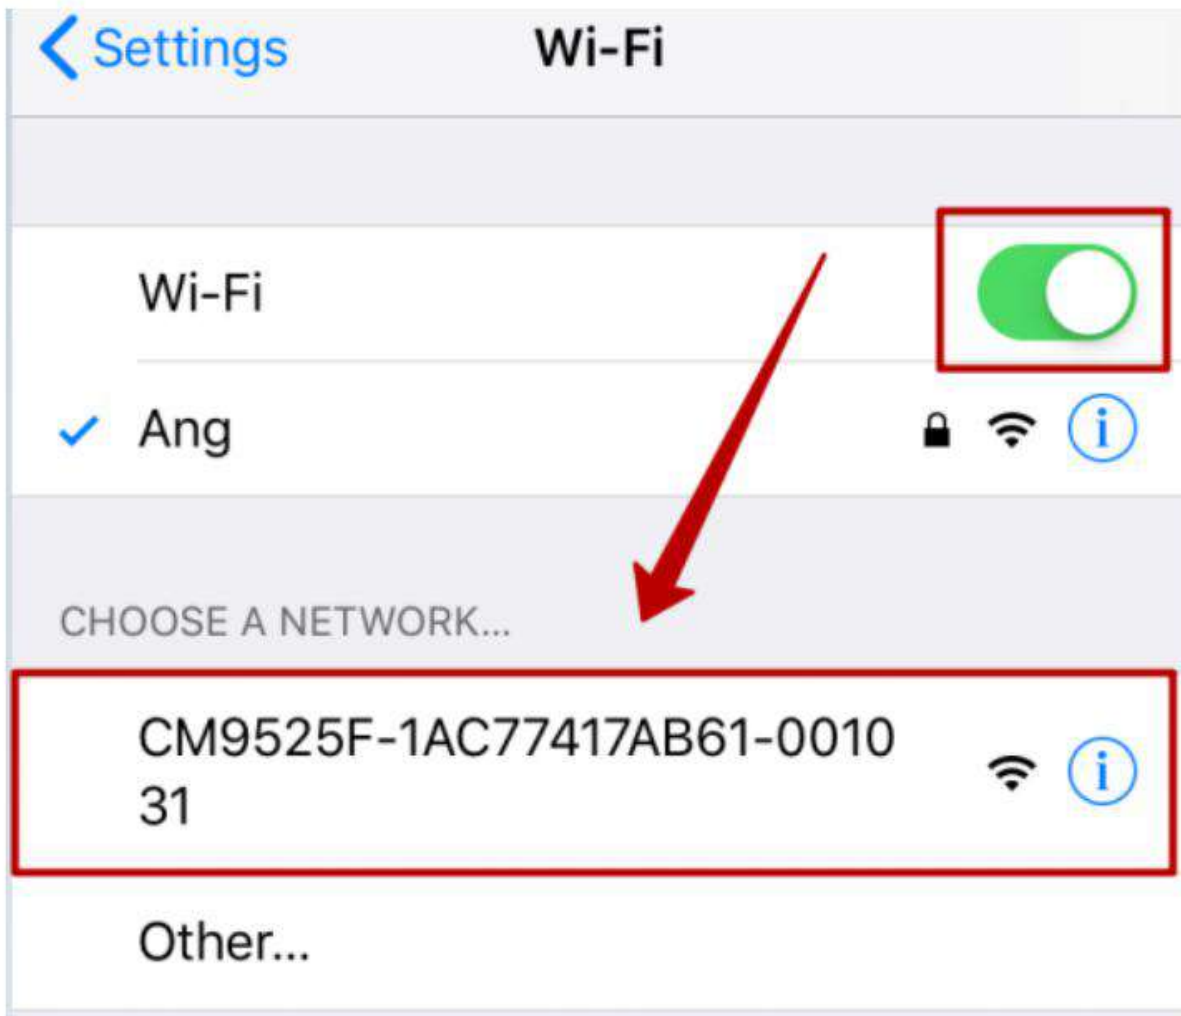 Settings
Wi-Fi
Wi-Fi
Ang
CHOOSE A NETWORK...
CM9525F-1AC77417AB61-0010
31
Other...